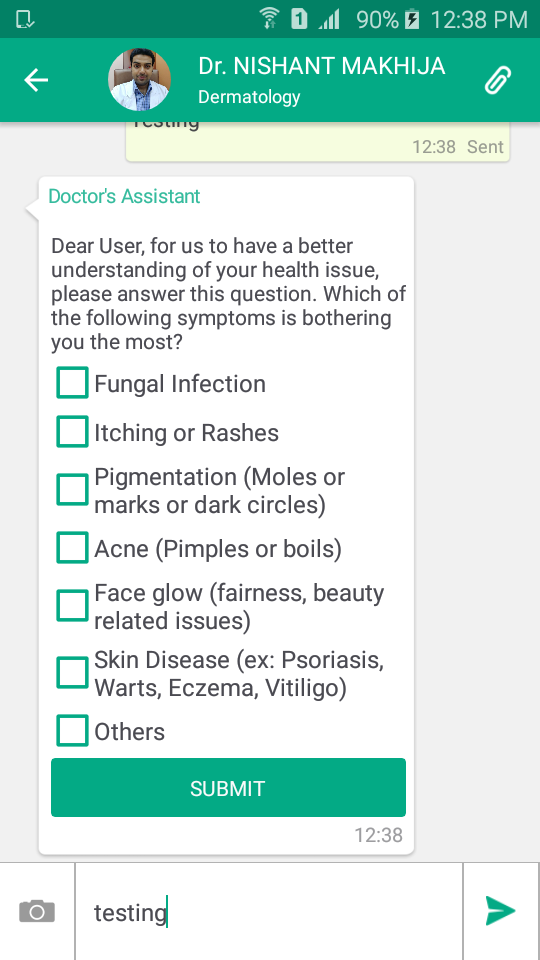 1 90% 12:38 PM
Dr. NISHANT MAKHIJA
Dermatology
Testing
12:38 Sent
Doctor's Assistant
Dear User, for us to have a better
understanding of your health issue,
please answer this question. Which of
the following symptoms is bothering
you the most?
Fungal Infection
Itching or Rashes
Pigmentation (Moles or
marks or dark circles)
Acne (Pimples or boils)
Face glow (fairness, beauty
related issues)
Skin Disease (ex: Psoriasis,
Warts, Eczema, Vitiligo)
Others
SUBMIT
12:38
testing